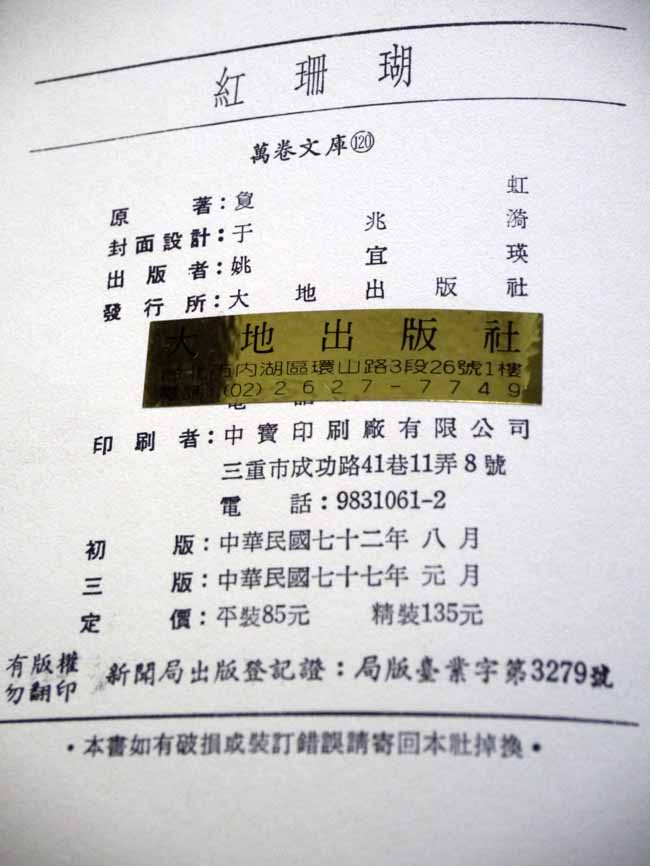 紅珊瑚
萬卷文庫⑫⓪
原著：敻虹
封面設計：于兆漪
出版者：姚宜瑛
發行所：大地出版社
大地出版社
台北市內湖區環山路3段26號1樓
電話：(02)2627-7749
電話
印刷者：中寶印刷廠有限公司
三重市成功路41巷11弄8號
電話：9831061-2
初版：中華民國七十二年八月
三版：中華民國七十七年元月
定價：平裝85元 精裝135元
有版權
勿翻印
新聞局出版登記證：局版臺業字第3279號
•本書如有破損或裝訂錯誤請寄回本社掉換•